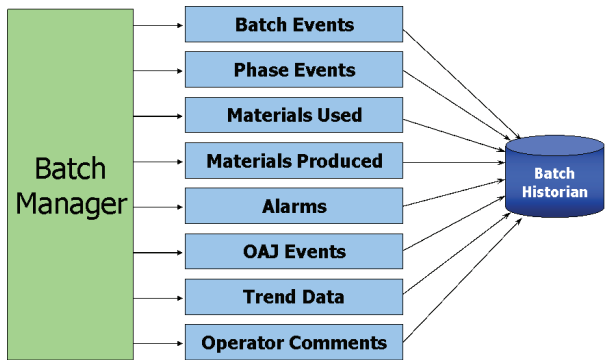 Batch
Manager
Batch Events
Phase Events
Materials Used
Materials Produced
Alarms
OAJ Events
Trend Data
Operator Comments
Batch
Historian